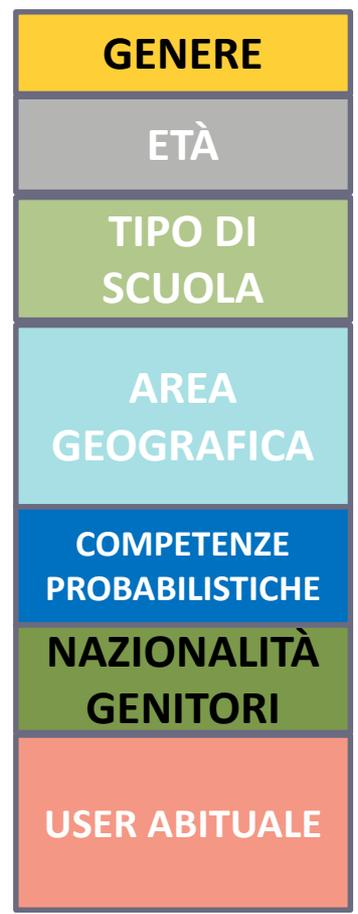 GENERE
ETÀ
TIPO DI
SCUOLA
AREA
GEOGRAFICA
COMPETENZE
PROBABILISTICHE
NAZIONALITÀ
GENITORI
USER ABITUALE